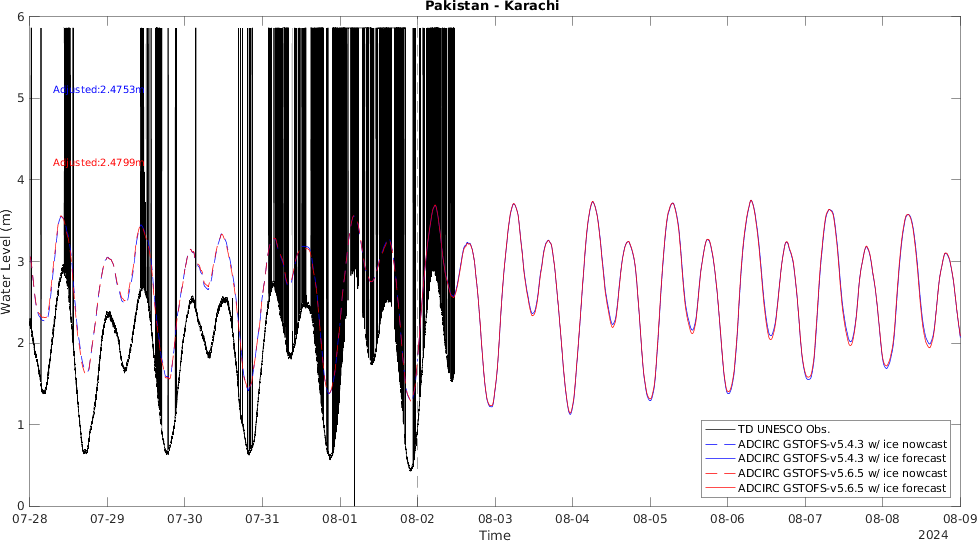 Pakistan - Karachi
6
5
4
3
2
1
0
Water Level (m)
Adjusted:2.4753m
Adjusted:2.4799m
TD UNESCO Obs.
ADCIRC GSTOFS-v5.4.3 w/ ice nowcast
ADCIRC GSTOFS-v5.4.3 w/ ice forecast
ADCIRC GSTOFS-v5.6.5 w/ ice nowcast
ADCIRC GSTOFS-v5.6.5 w/ ice forecast
07-28 07-29 07-30 07-31 08-01 08-02 08-03 08-04 08-05 08-06 08-07 08-08 08-09
Time
2024